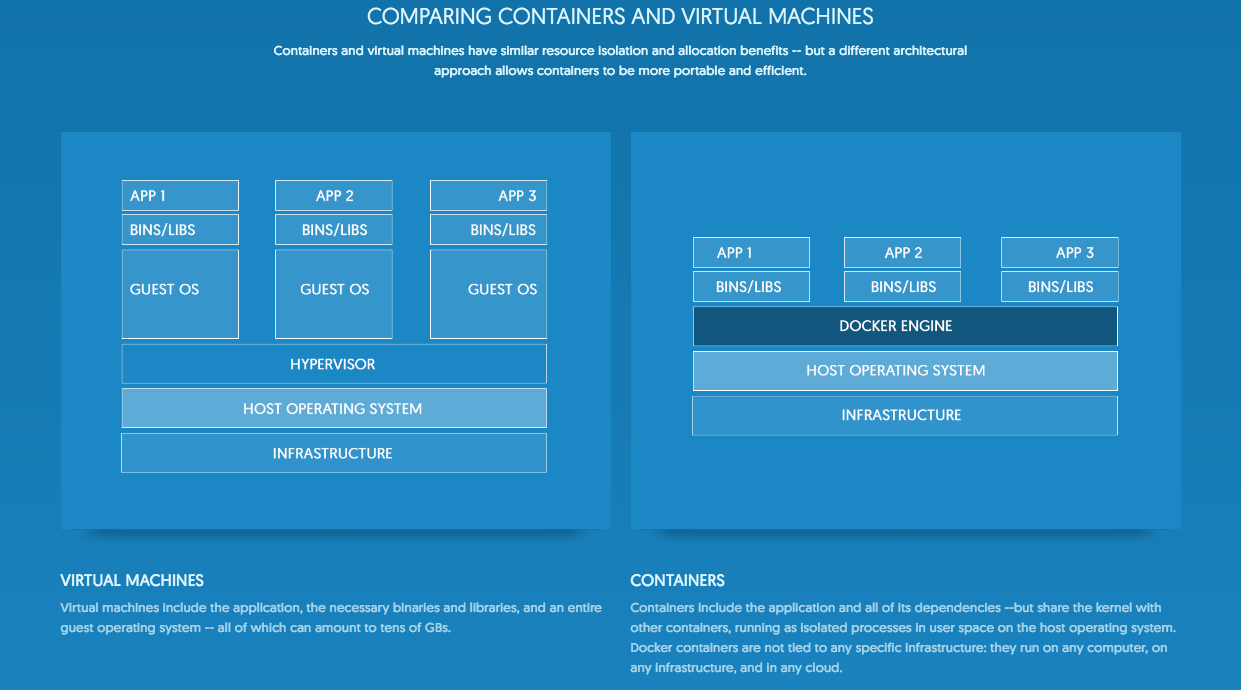 COMPARING CONTAINERS AND VIRTUAL MACHINES
Containers and virtual machines have similar resource isolation and allocation benefits -- but a different architectural
approach allows containers to be more portable and efficient.
APP 1
APP 2
APP 3
BINS/LIBS
BINS/LIBS
BINS/LIBS
GUEST OS
GUEST OS
GUEST OS
HYPERVISOR
HOST OPERATING SYSTEM
INFRASTRUCTURE
APP 1
APP 2
APP 3
BINS/LIBS
BINS/LIBS
BINS/LIBS
DOCKER ENGINE
HOST OPERATING SYSTEM
INFRASTRUCTURE
VIRTUAL MACHINES
Virtual machines include the application, the necessary binaries and libraries, and an entire
guest operating system -- all of which can amount to tens of GBs.
CONTAINERS
Containers include the application and all of its dependencies --but share the kernel with
other containers, running as isolated processes in user space on the host operating system.
Docker containers are not tied to any specific infrastructure: they run on any computer, on
any infrastructure, and in any cloud.